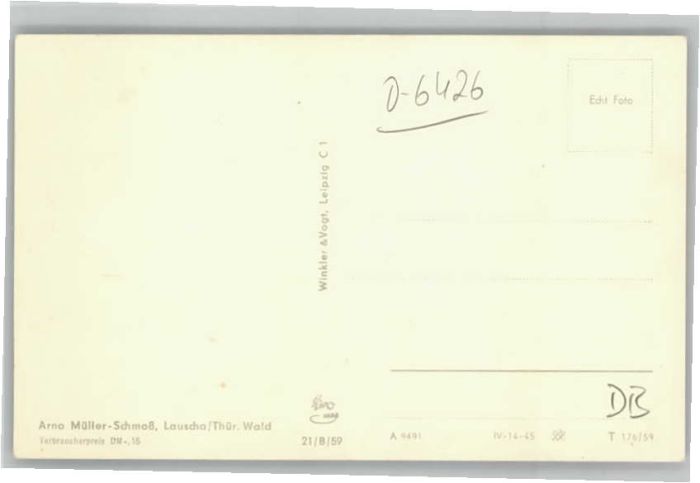 D-6426
Echt Foto
Winkler & Vogt, Leipzig C 1
Arno Müller-Schmoß, Lauscha/Thür. Wald
Verbraucherpreis DM -,15
21/B/59
A 9491
IV-14-45
T 176/59
DB